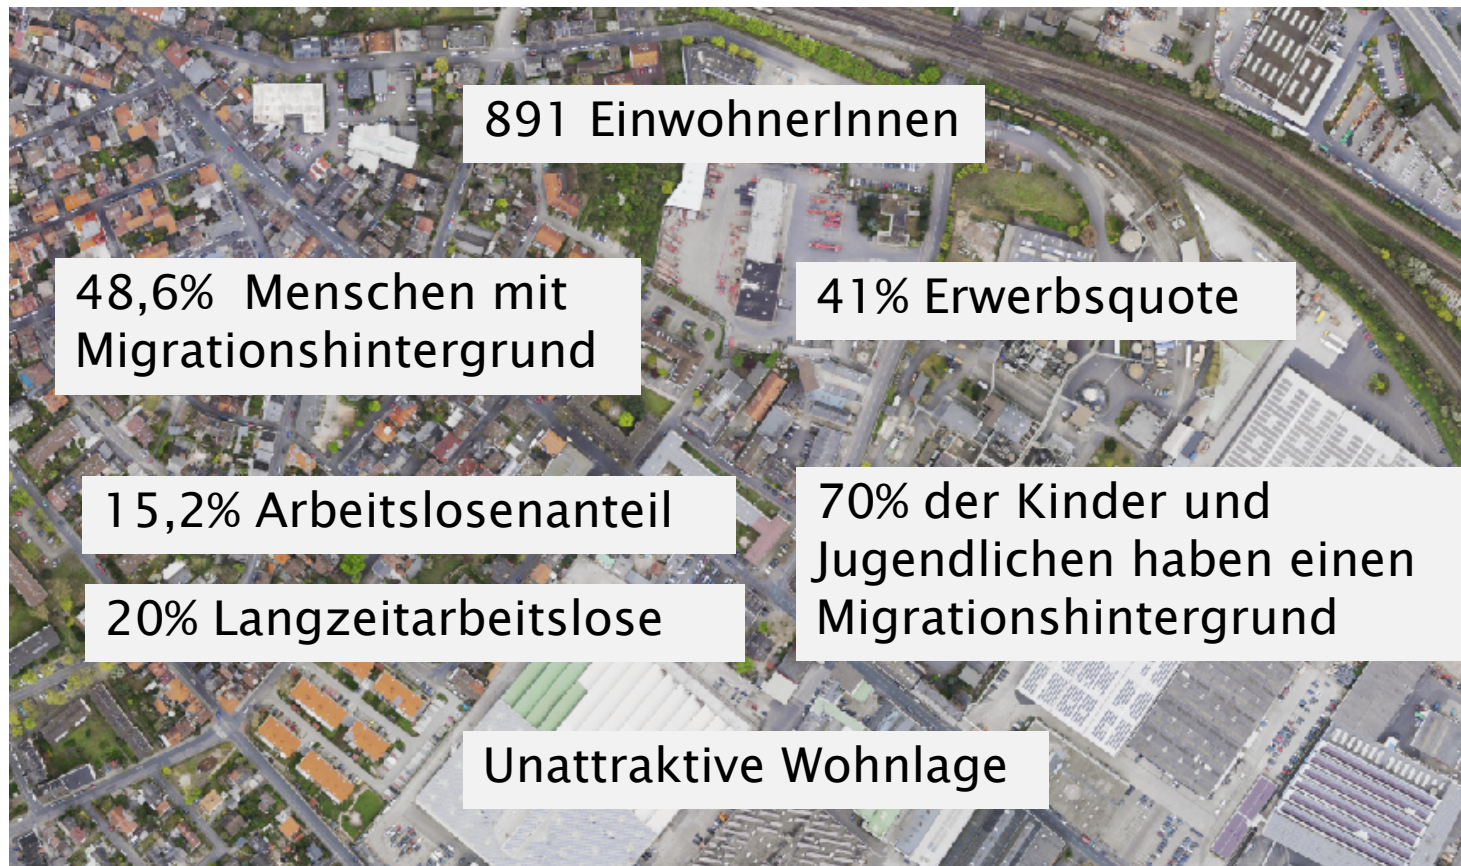 891 EinwohnerInnen
48,6% Menschen mit
Migrationshintergrund
41% Erwerbsquote
15,2% Arbeitslosenanteil
20% Langzeitarbeitslose
70% der Kinder und
Jugendlichen haben einen
Migrationshintergrund
Unattraktive Wohnlage